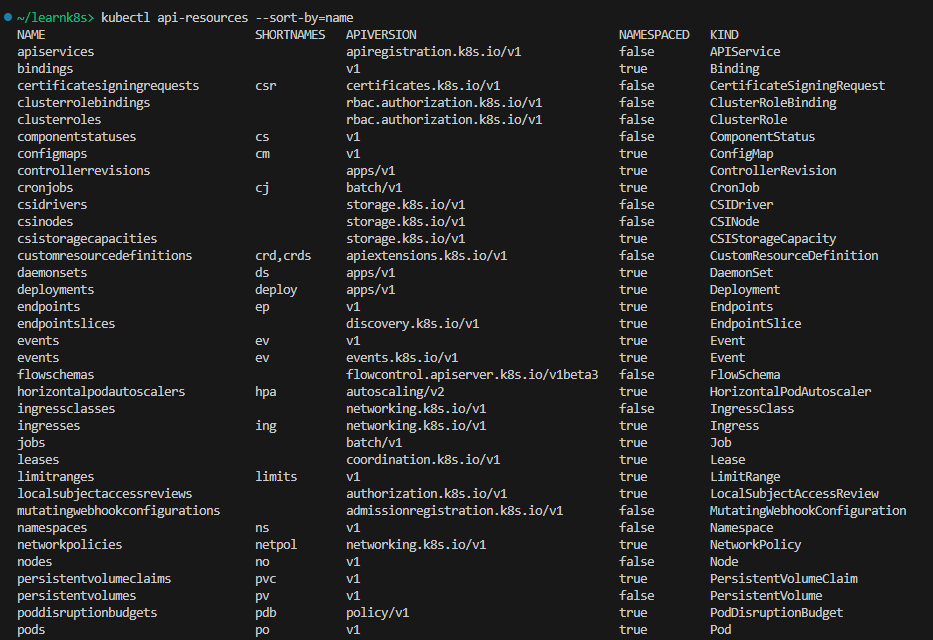 ~/learnk8s> kubectl api-resources --sort-by=name
NAME SHORTNAMES APIVERSION NAMESPACED KIND
apiservices apiregistration.k8s.io/v1 false APIService
bindings v1 true Binding
certificatesigningrequests csr certificates.k8s.io/v1 false CertificateSigningRequest
clusterrolebindings rbac.authorization.k8s.io/v1 false ClusterRoleBinding
clusterroles rbac.authorization.k8s.io/v1 false ClusterRole
componentstatuses cs v1 false ComponentStatus
configmaps cm v1 true ConfigMap
controllerrevisions apps/v1 true ControllerRevision
cronjobs cj batch/v1 true CronJob
csidrivers storage.k8s.io/v1 false CSIDriver
csinodes storage.k8s.io/v1 false CSINode
csistoragecapacities storage.k8s.io/v1 true CSIStorageCapacity
customresourcedefinitions crd,crds apiextensions.k8s.io/v1 false CustomResourceDefinition
daemonsets ds apps/v1 true DaemonSet
deployments deploy apps/v1 true Deployment
endpoints ep v1 true Endpoints
endpointslices discovery.k8s.io/v1 true EndpointSlice
events ev v1 true Event
events ev events.k8s.io/v1 true Event
flowschemas flowcontrol.apiserver.k8s.io/v1beta3 false FlowSchema
horizontalpodautoscalers hpa autoscaling/v2 true HorizontalPodAutoscaler
ingressclasses networking.k8s.io/v1 false IngressClass
ingresses ing networking.k8s.io/v1 true Ingress
jobs batch/v1 true Job
leases coordination.k8s.io/v1 true Lease
limitranges limits v1 true LimitRange
localsubjectaccessreviews authorization.k8s.io/v1 true LocalSubjectAccessReview
mutatingwebhookconfigurations admissionregistration.k8s.io/v1 false MutatingWebhookConfiguration
namespaces ns v1 false Namespace
networkpolicies netpol networking.k8s.io/v1 true NetworkPolicy
nodes no v1 false Node
persistentvolumeclaims pvc v1 true PersistentVolumeClaim
persistentvolumes pv v1 false PersistentVolume
poddisruptionbudgets pdb policy/v1 true PodDisruptionBudget
pods po v1 true Pod